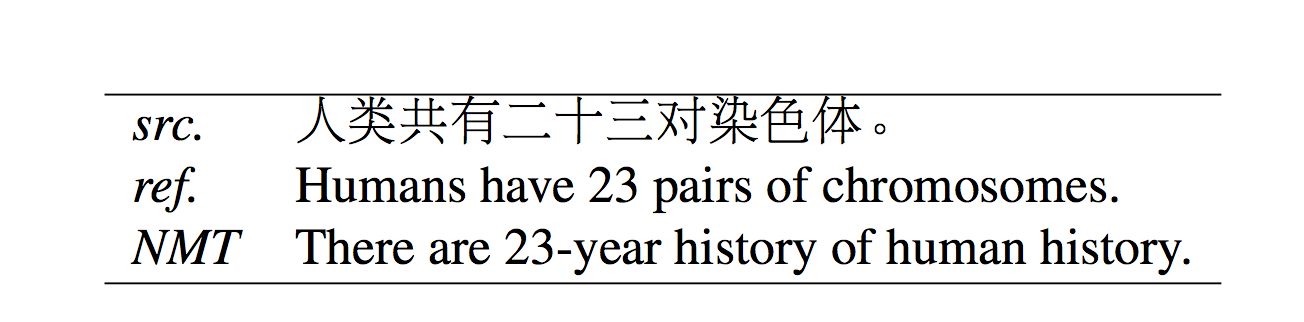 src. 人类共有二十三对染色体。
ref. Humans have 23 pairs of chromosomes.
NMT There are 23-year history of human history.